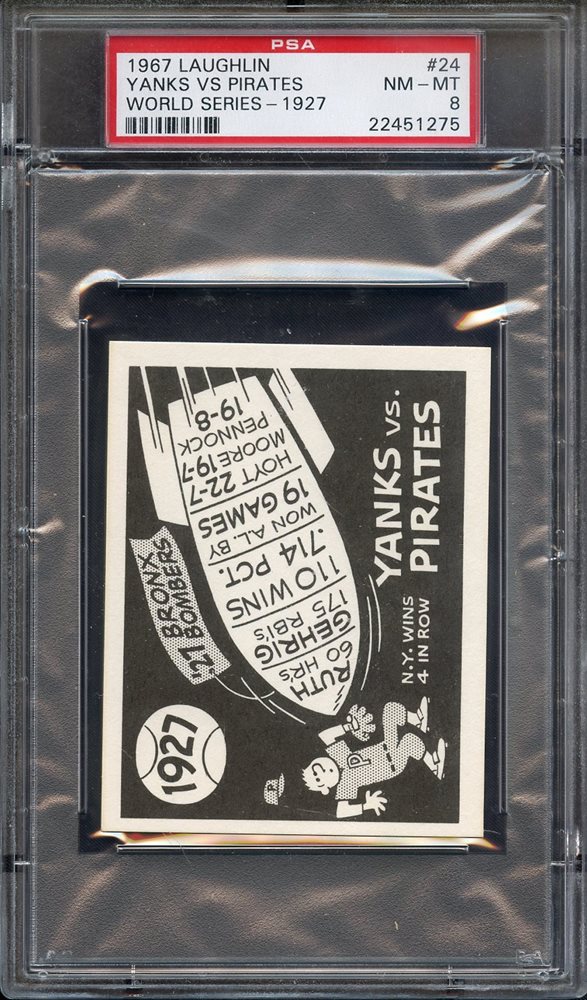 PSA
1967 LAUGHLIN #24
YANKS VS PIRATES NM - MT
WORLD SERIES - 1927 8
22451275
1927
'27 BRONX
BOMBERS
RUTH
60 HRs
GEHRIG
175 RBI'S
110 WINS
.714 PCT.
WON AL. BY
19 GAMES
HOYT 22-7
MOORE 19-7
PENNOCK
19-8
P
P
YANKS VS.
PIRATES
N.Y. WINS
4 IN ROW